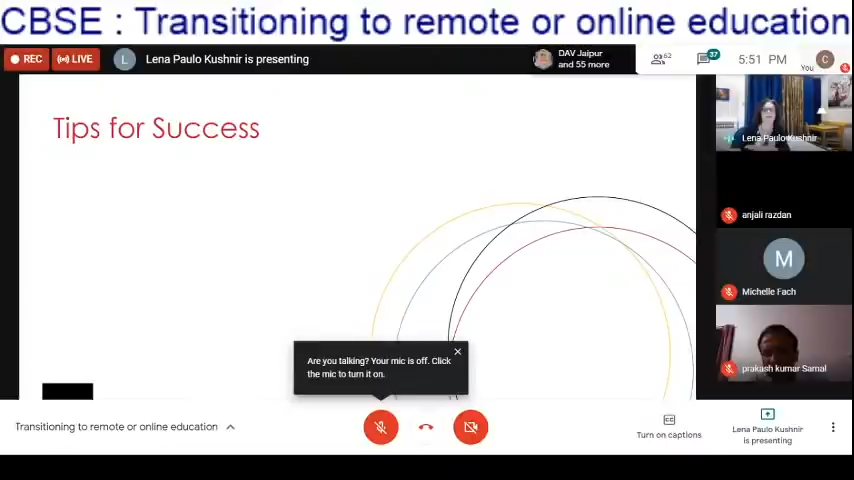 CBSE : Transitioning to remote or online education
REC
LIVE
L
Lena Paulo Kushnir is presenting
DAV Jaipur
and 55 more
62
37
5:51 PM
You
C
Tips for Success
Lena Paulo Kushnir
anjali razdan
M
Michelle Fach
prakash kumar Samal
Are you talking? Your mic is off. Click
the mic to turn it on.
Transitioning to remote or online education
CC
Turn on captions
Lena Paulo Kushnir
is presenting